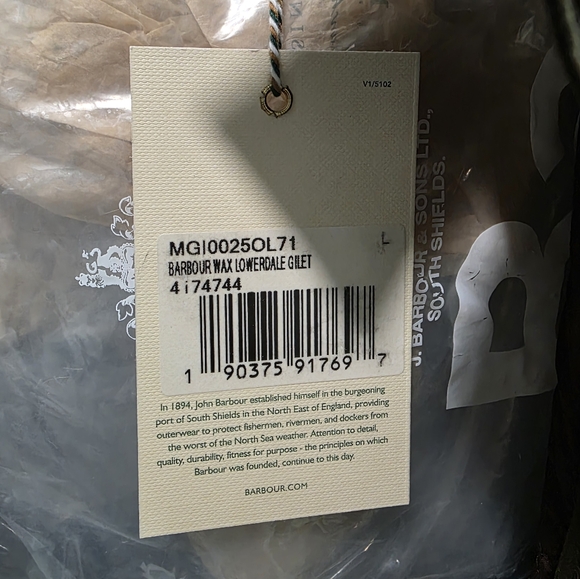 V1/5102
MGI0025OL71 L
BARBOUR WAX LOWERDALE GILET
4174744
1 90375 91769 7
In 1894, John Barbour established himself in the burgeoning
port of South Shields in the North East of England, providing
outerwear to protect fishermen, rivermen, and dockers from
the worst of the North Sea weather. Attention to detail,
quality, durability, fitness for purpose - the principles on which
Barbour was founded, continue to this day.
BARBOUR.COM
J. BARBOUR & SONS LTD.,
SOUTH SHIELDS.